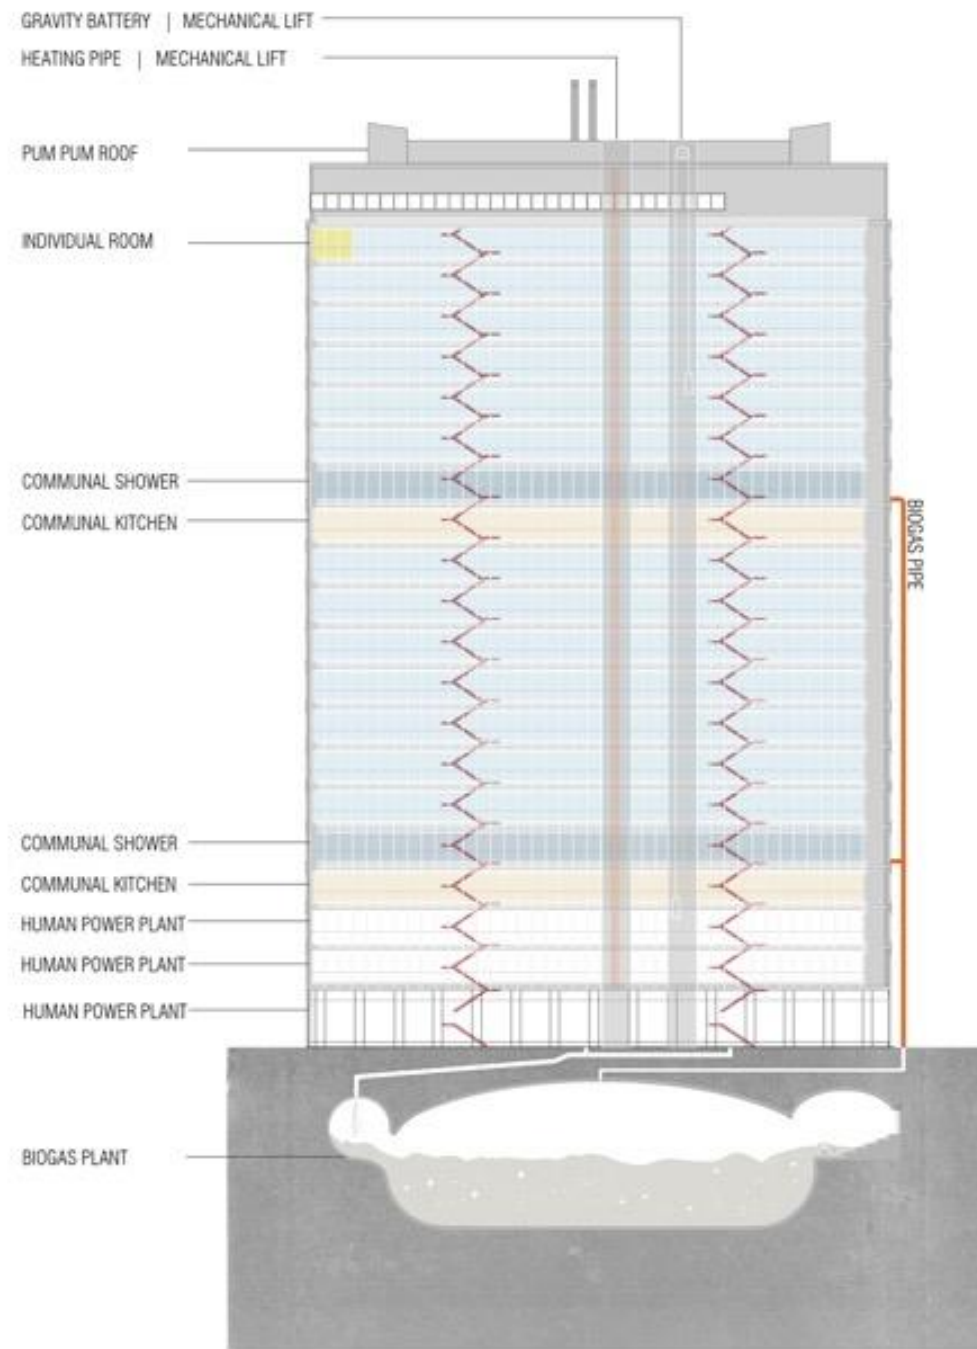 GRAVITY BATTERY | MECHANICAL LIFT
HEATING PIPE | MECHANICAL LIFT
PUM PUM ROOF
INDIVIDUAL ROOM
COMMUNAL SHOWER
COMMUNAL KITCHEN
BIOGAS PIPE
COMMUNAL SHOWER
COMMUNAL KITCHEN
HUMAN POWER PLANT
HUMAN POWER PLANT
HUMAN POWER PLANT
BIOGAS PLANT